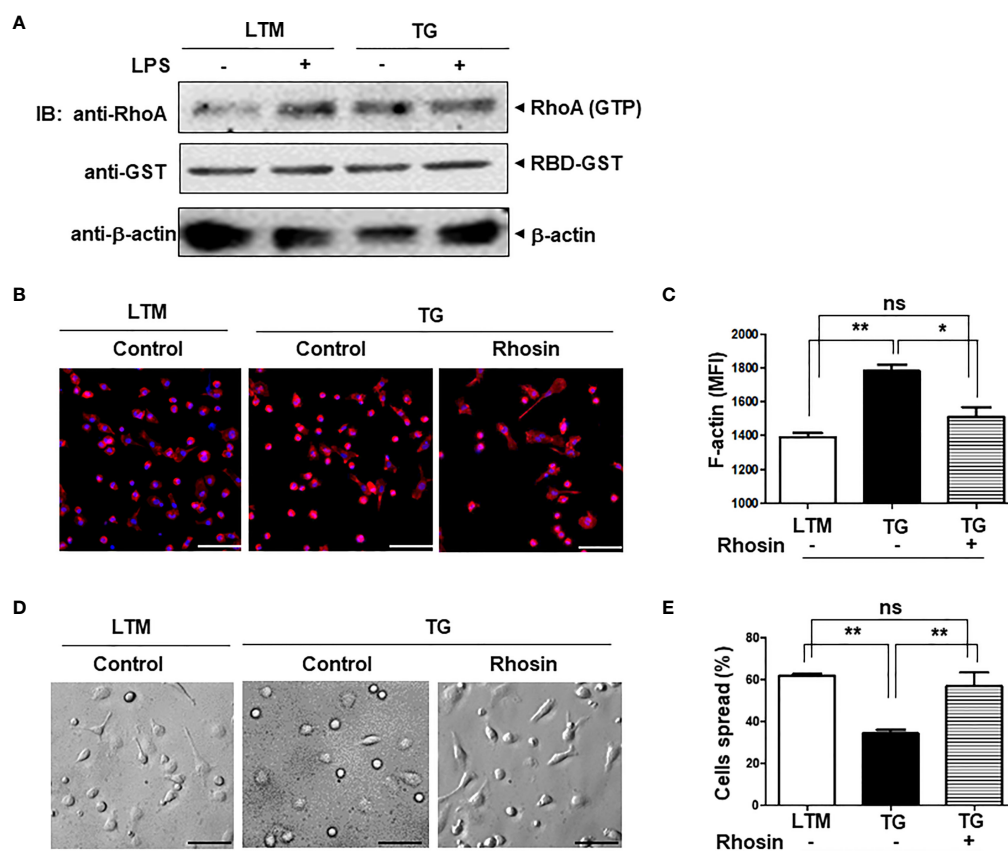 A
LTM TG
LPS - + - +
IB: anti-RhoA RhoA (GTP)
anti-GST RBD-GST
anti-β-actin β-actin
B
LTM TG
Control Control Rhosin
C
ns
** *
F-actin (MFI)
2000
1800
1600
1400
1200
1000
LTM TG TG
Rhosin - - +
D
LTM TG
Control Control Rhosin
E
ns
** **
Cells spread (%)
80
60
40
20
0
LTM TG TG
Rhosin - - +